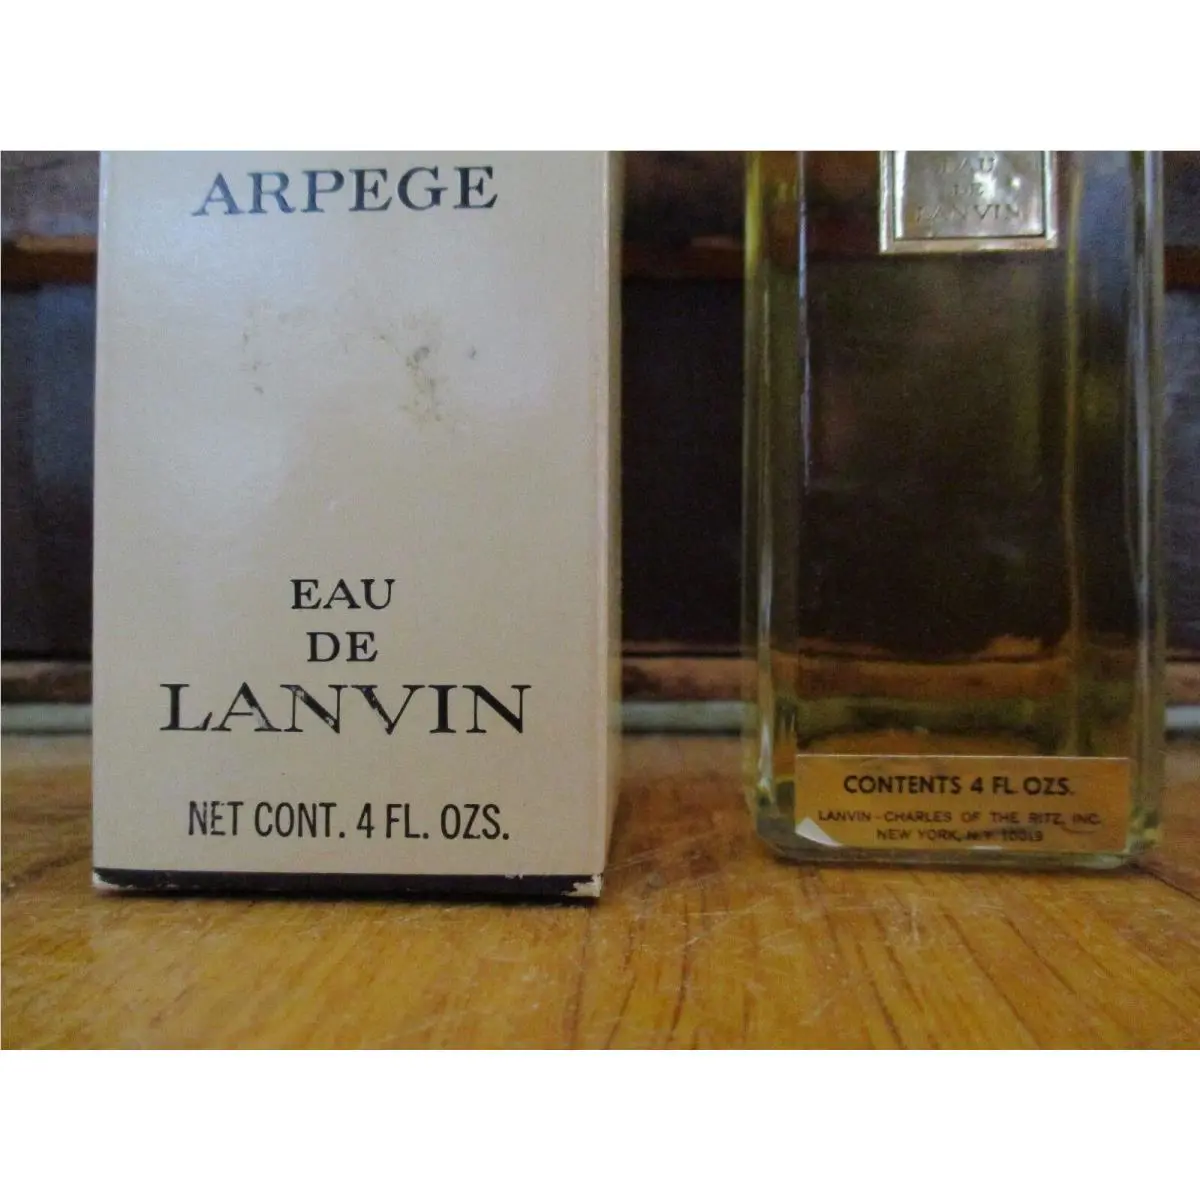 ARPEGE
EAU
DE
LANVIN
NET CONT. 4 FL. OZS.
EAU
DE
LANVIN
CONTENTS 4 FL. OZS.
LANVIN-CHARLES OF THE RITZ, INC.
NEW YORK, N.Y. 10019